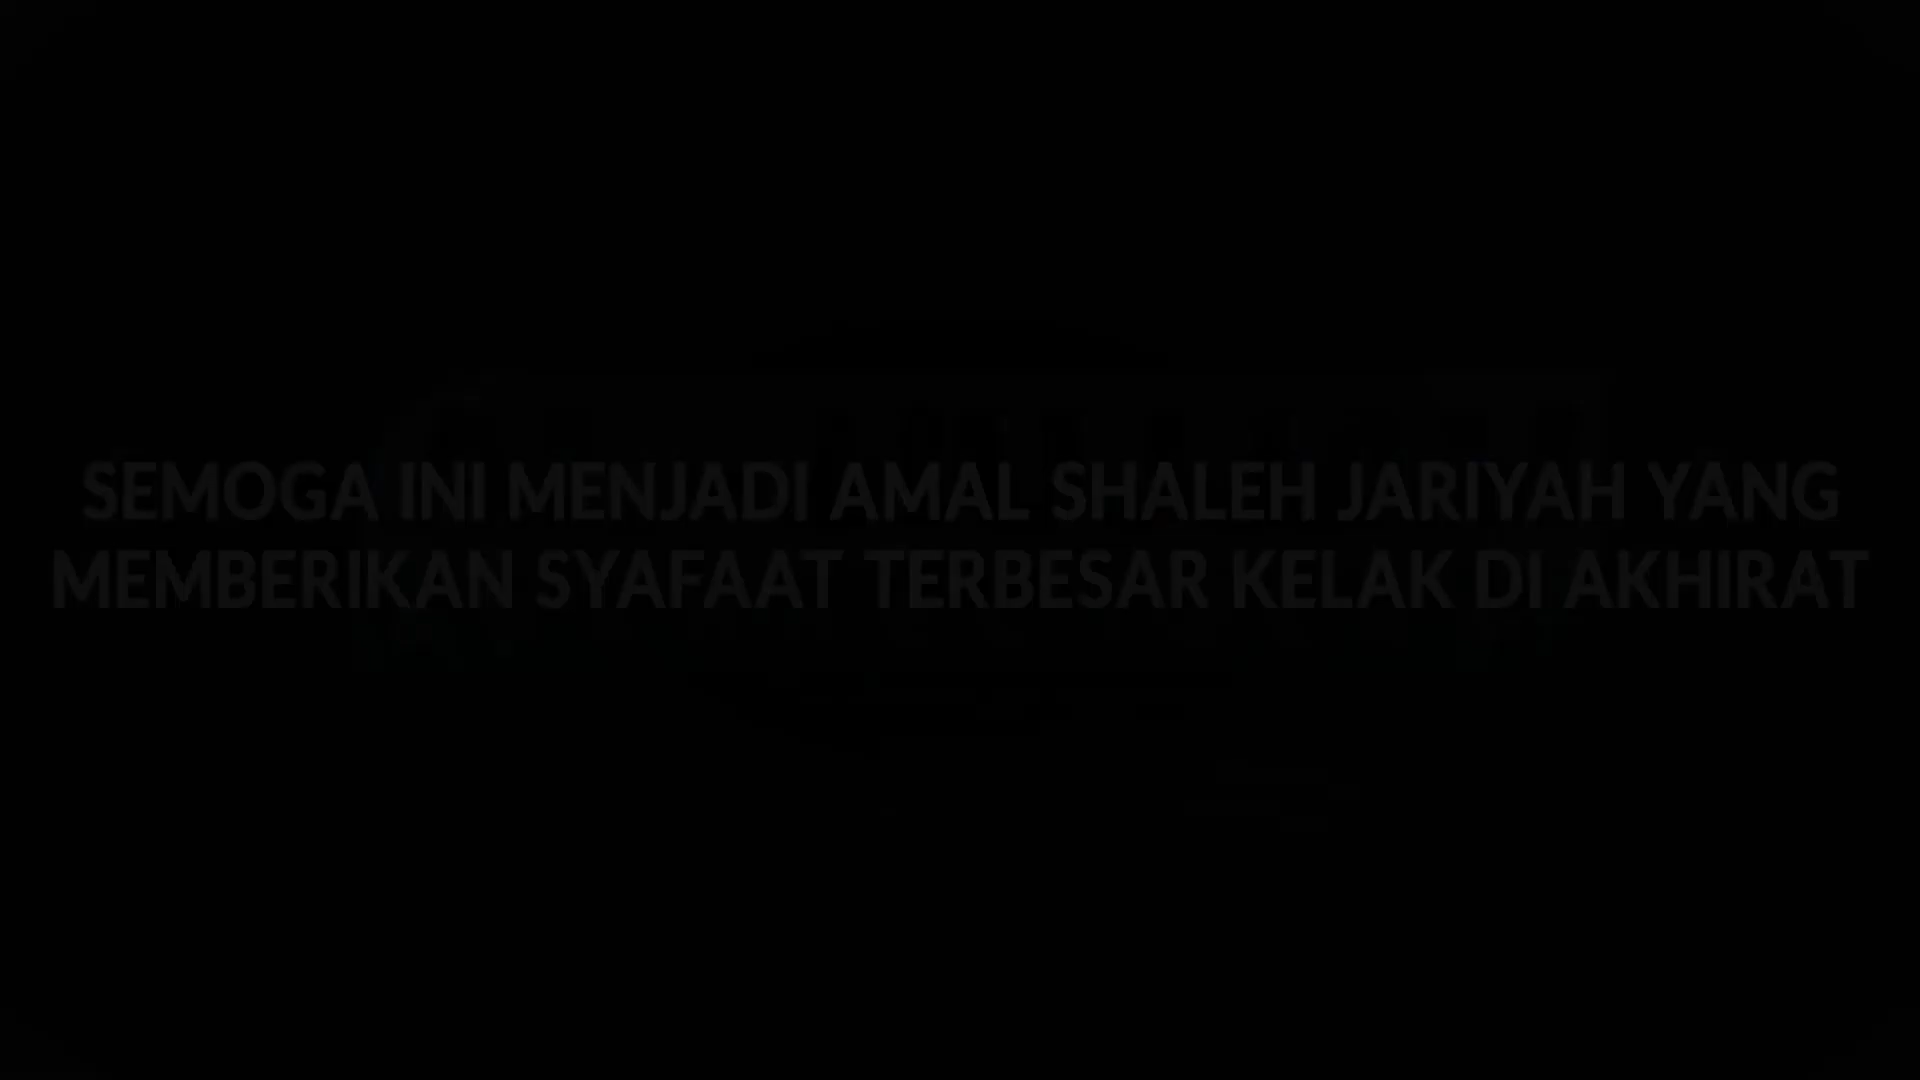 SEMOGA INI MENJADI AMAL SHALEH JARIYAH YANG
MEMBERIKAN SYAFAAT TERBESAR KELAK DI AKHIRAT